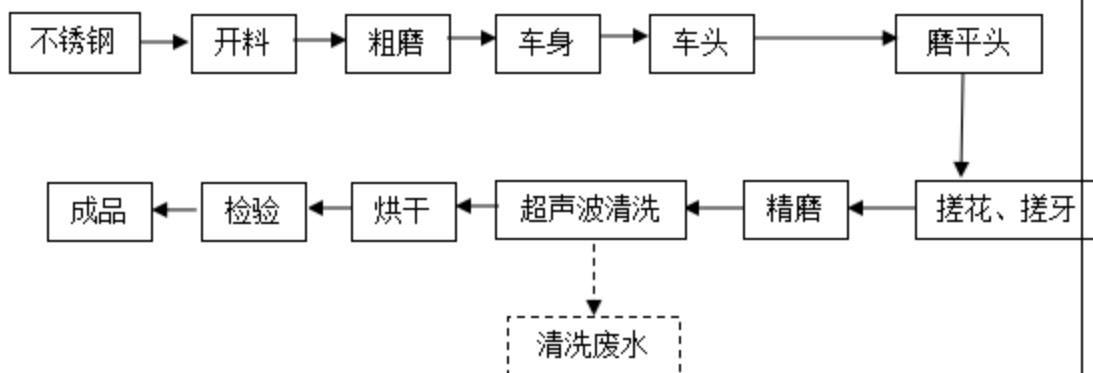 不锈钢
开料
粗磨
车身
车头
磨平头
搓花、搓牙
精磨
超声波清洗
烘干
检验
成品
清洗废水